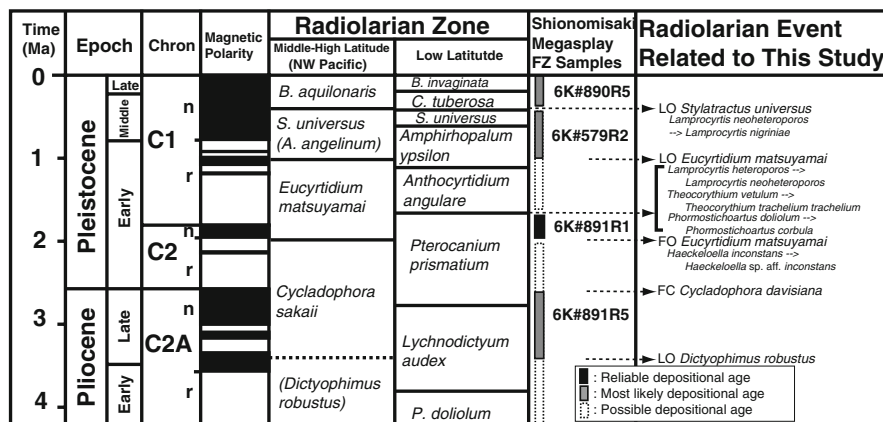 Time
(Ma)
Epoch
Chron
Magnetic
Polarity
Radiolarian Zone
Middle-High Latitude
(NW Pacific)
Low Latitutde
Shionomisaki
Megasplay
FZ Samples
Radiolarian Event
Related to This Study
0
1
2
3
4
Pleistocene
Pliocene
Late
Middle
Early
Late
Early
n
C1
r
n
C2
r
n
C2A
r
B. aquilonaris
S. universus
(A. angelinum)
Eucyrtidium
matsuyamai
Cycladophora
sakaii
(Dictyophimus
robustus)
B. invaginata
C. tuberosa
S. universus
Amphirhopalum
ypsilon
Anthocyrtidium
angulare
Pterocanium
prismatium
Lychnodictyum
audex
P. doliolum
6K#890R5
6K#579R2
6K#891R1
6K#891R5
LO Stylatractus universus
Lamprocyrtis neoheteroporos
--> Lamprocyrtis nigriniae
LO Eucyrtidium matsuyamai
Lamprocyrtis heteroporos -->
Lamprocyrtis neoheteroporos
Theocorythium vetulum -->
Theocorythium trachelium trachelium
Phormostichoartus doliolum -->
Phormostichoartus corbula
FO Eucyrtidium matsuyamai
Haeckeloella inconstans -->
Haeckeloella sp. aff. inconstans
FC Cycladophora davisiana
LO Dictyophimus robustus
: Reliable depositional age
: Most likely depositional age
: Possible depositional age